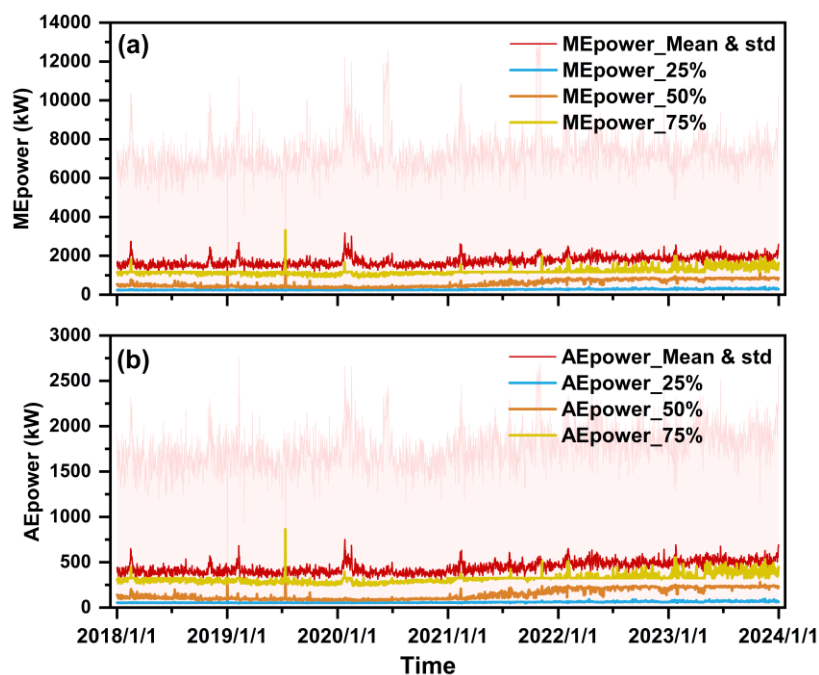 14000
12000
10000
8000
6000
4000
2000
0
MEpower (kW)
(a)
MEpower_Mean & std
MEpower_25%
MEpower_50%
MEpower_75%
3000
2500
2000
1500
1000
500
0
AEpower (kW)
(b)
AEpower_Mean & std
AEpower_25%
AEpower_50%
AEpower_75%
2018/1/1 2019/1/1 2020/1/1 2021/1/1 2022/1/1 2023/1/1 2024/1/1
Time